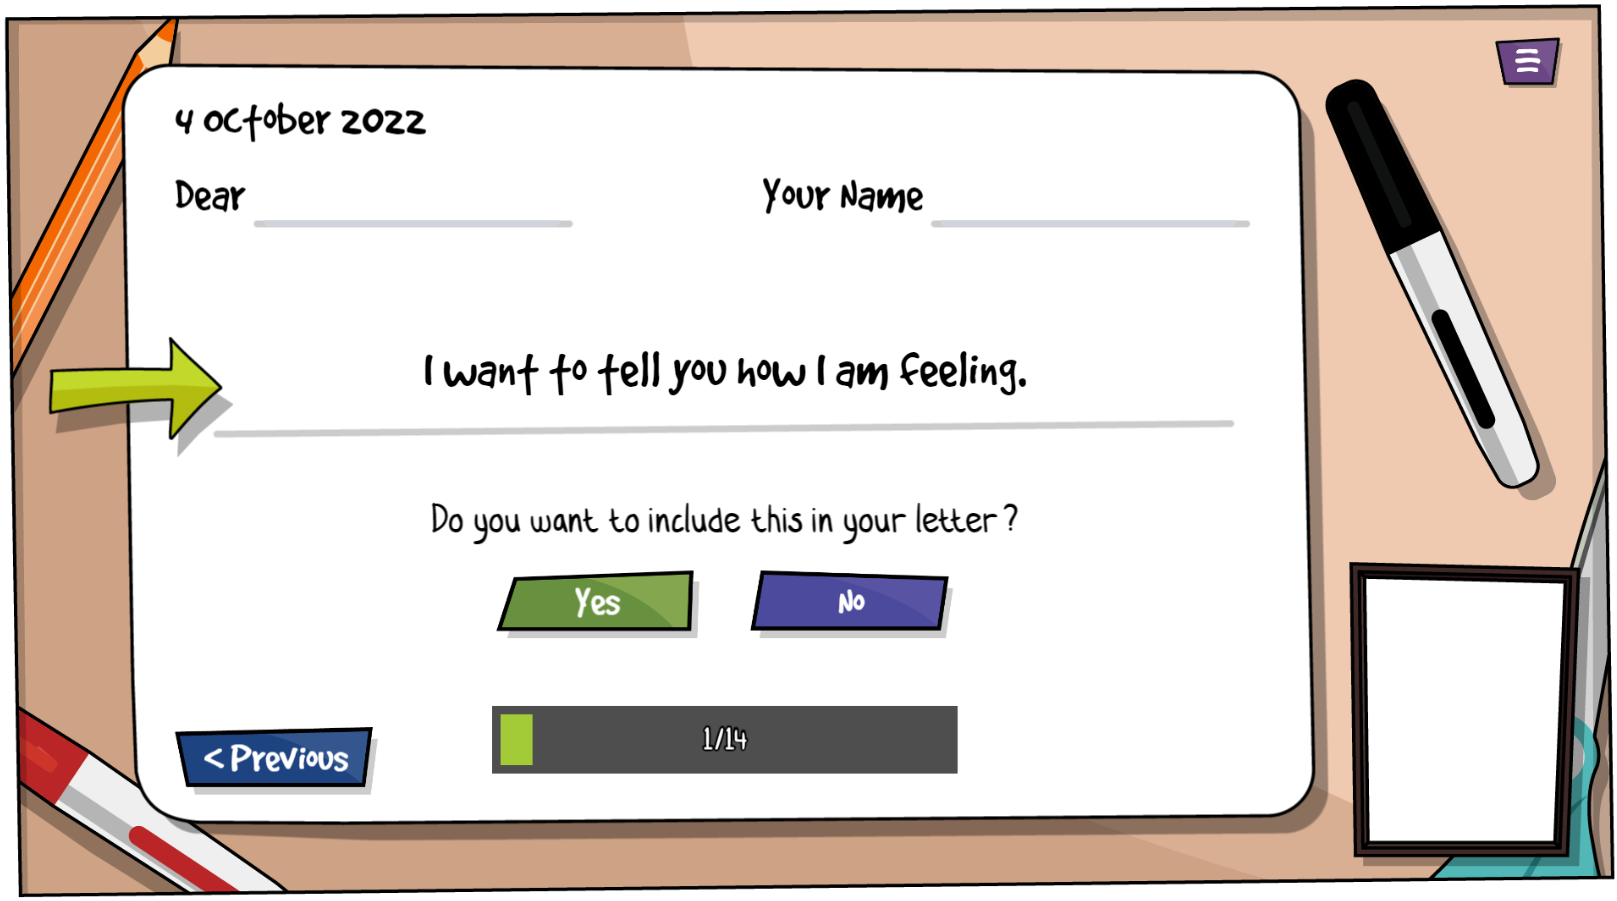 4 October 2022
Dear
Your Name
I want to tell you how I am feeling.
Do you want to include this in your letter ?
Yes
No
1/14
< Previous